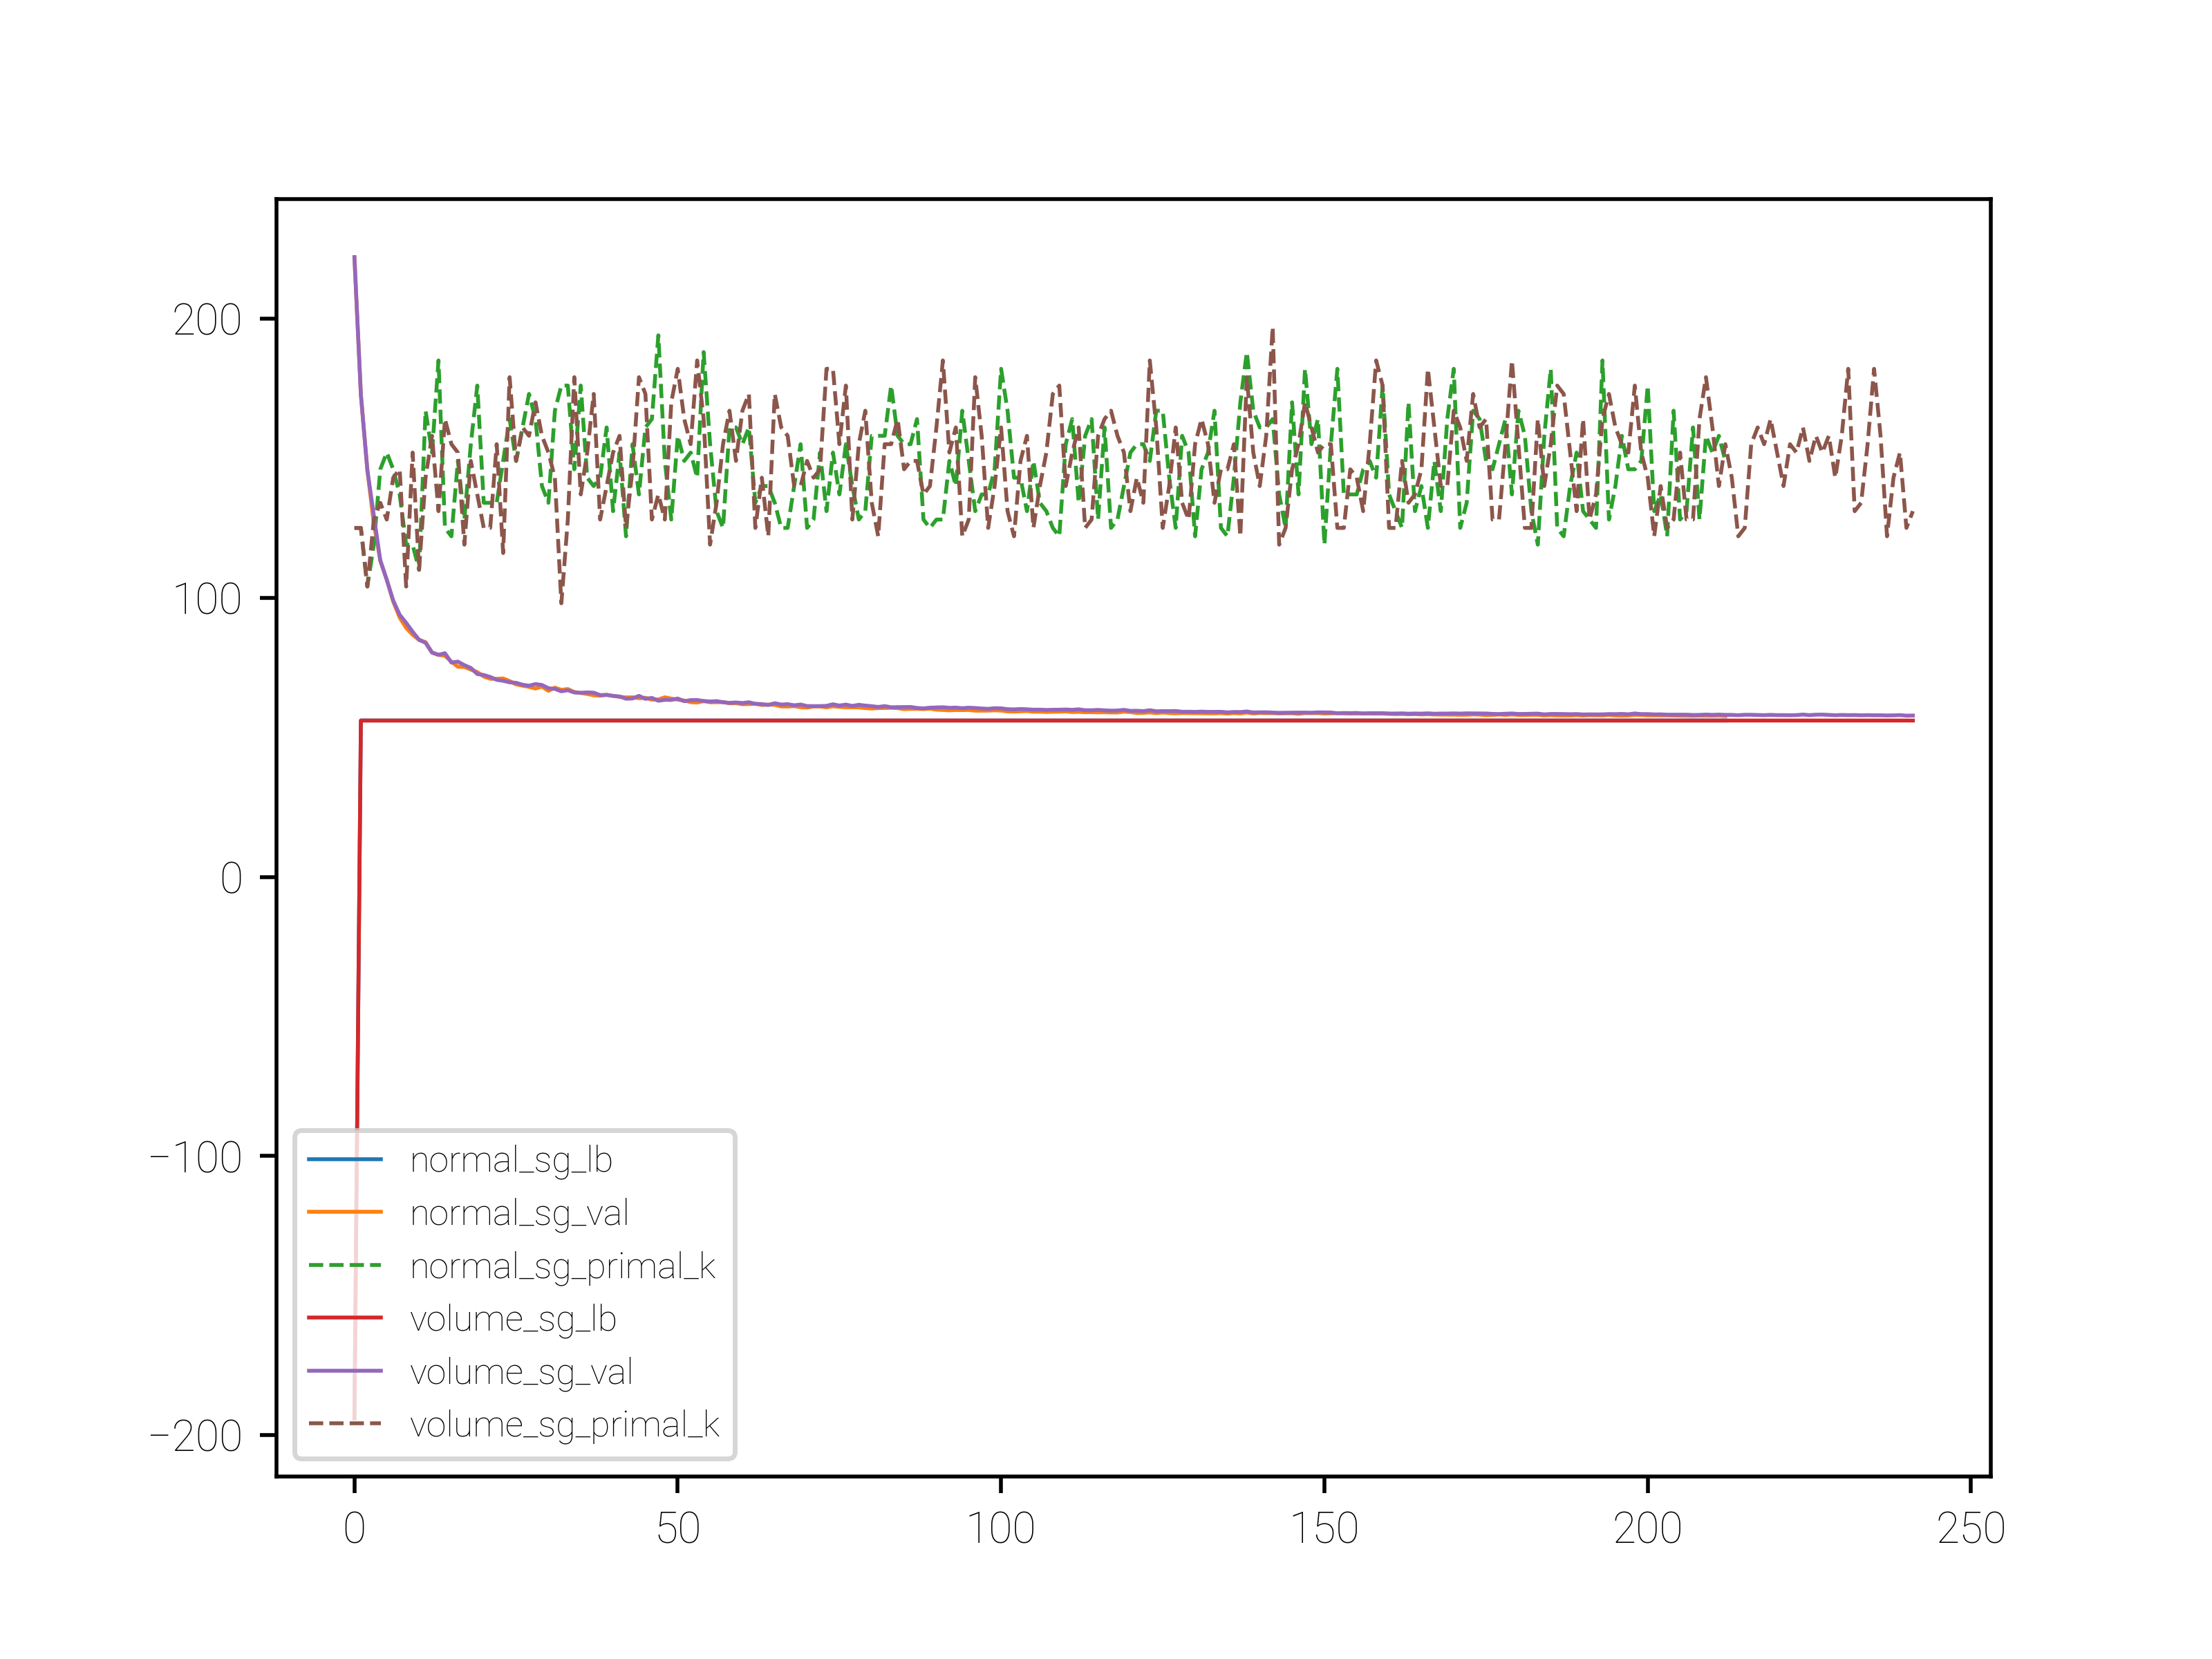 200
100
0
−100
−200
normal_sg_lb
normal_sg_val
normal_sg_primal_k
volume_sg_lb
volume_sg_val
volume_sg_primal_k
0 50 100 150 200 250